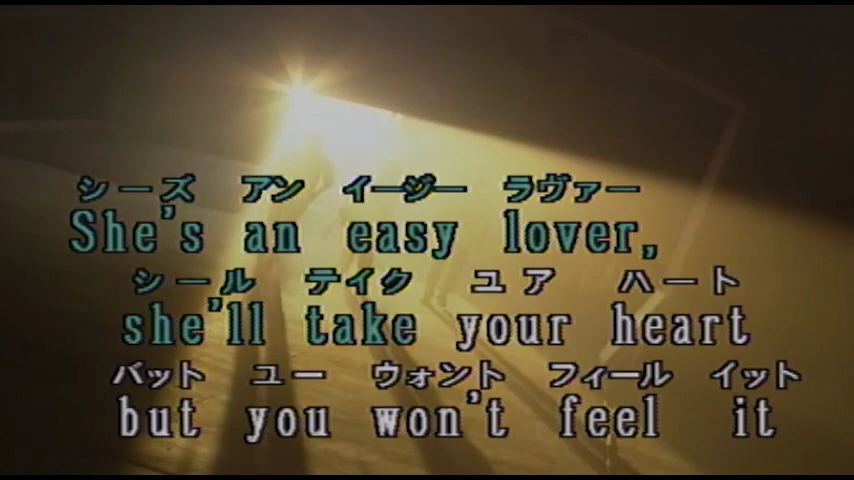 シーズ アン イージー ラヴァー
She's an easy lover,
シール テイク ユア ハート
she'll take your heart
バット ユー ウォント フィール イット
but you won't feel it